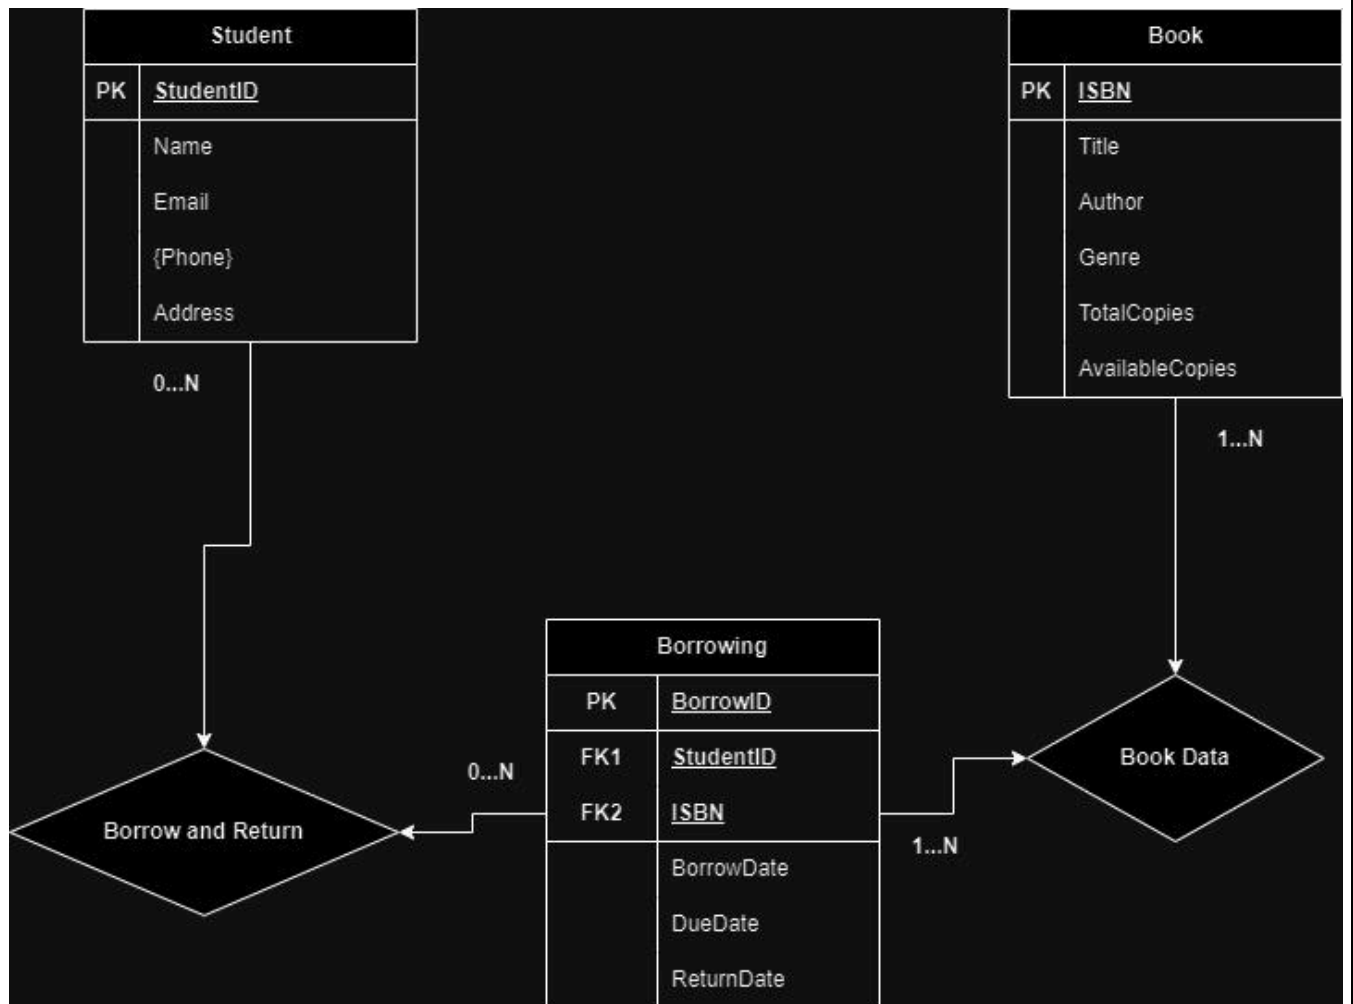 Student
PK StudentID
Name
Email
{Phone}
Address
0...N
Book
PK ISBN
Title
Author
Genre
TotalCopies
AvailableCopies
1...N
Borrow and Return
0...N
Borrowing
PK BorrowID
FK1 StudentID
FK2 ISBN
BorrowDate
DueDate
ReturnDate
1...N
Book Data